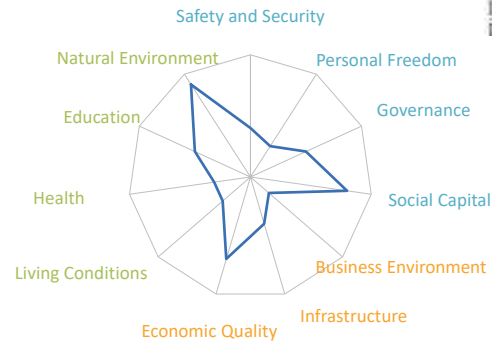 Safety and Security
Natural Environment
Personal Freedom
Education
Governance
Health
Social Capital
Living Conditions
Business Environment
Infrastructure
Economic Quality